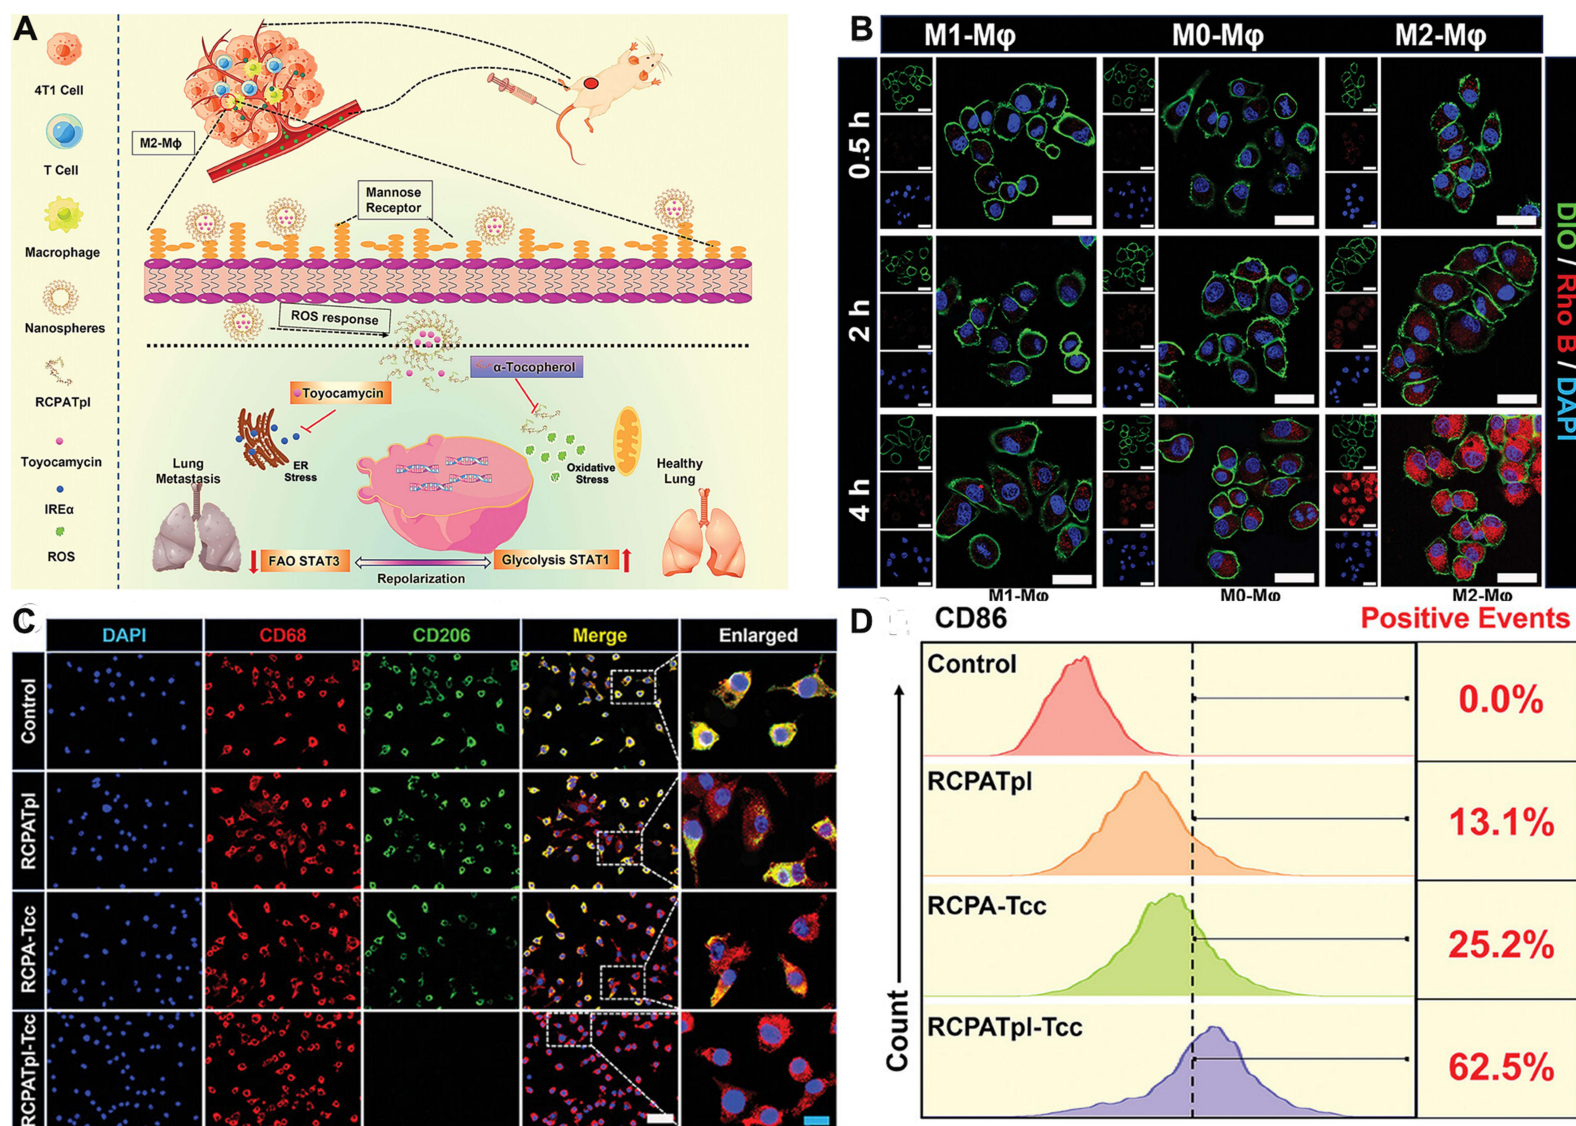 A
4T1 Cell
T Cell
Macrophage
Nanospheres
RCPATpl
Toyocamycin
IREα
ROS
M2-Mφ
Mannose
Receptor
ROS response
α-Tocopherol
Toyocamycin
ER
Stress
Oxidative
Stress
Lung
Metastasis
Healthy
Lung
FAO STAT3
Repolarization
Glycolysis STAT1
B
M1-Mφ
M0-Mφ
M2-Mφ
0.5 h
2 h
4 h
DIO / Rho B / DAPI
M1-Mφ
M0-Mφ
M2-Mφ
C
DAPI
CD68
CD206
Merge
Enlarged
Control
RCPATpl
RCPA-Tcc
RCPATpl-Tcc
D
CD86
Positive Events
Control
0.0%
RCPATpl
13.1%
RCPA-Tcc
25.2%
RCPATpl-Tcc
62.5%
Count